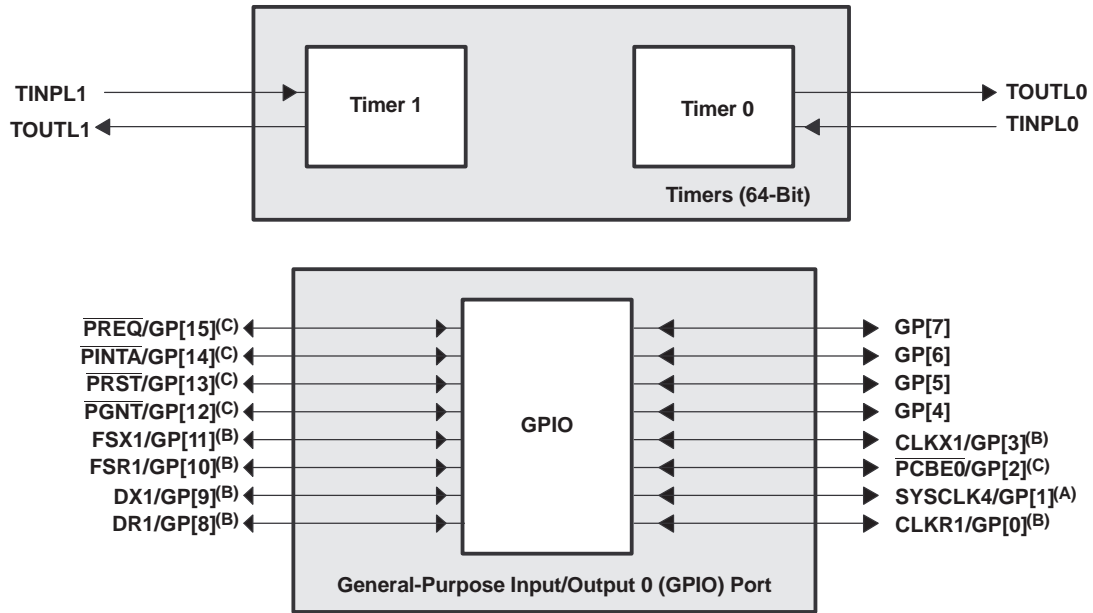 TINPL1
TOUTL1
Timer 1
Timer 0
TOUTL0
TINPL0
Timers (64-Bit)
PREQ/GP[15](C)
PINTA/GP[14](C)
PRST/GP[13](C)
PGNT/GP[12](C)
FSX1/GP[11](B)
FSR1/GP[10](B)
DX1/GP[9](B)
DR1/GP[8](B)
GPIO
GP[7]
GP[6]
GP[5]
GP[4]
CLKX1/GP[3](B)
PCBE0/GP[2](C)
SYSCLK4/GP[1](A)
CLKR1/GP[0](B)
General-Purpose Input/Output 0 (GPIO) Port